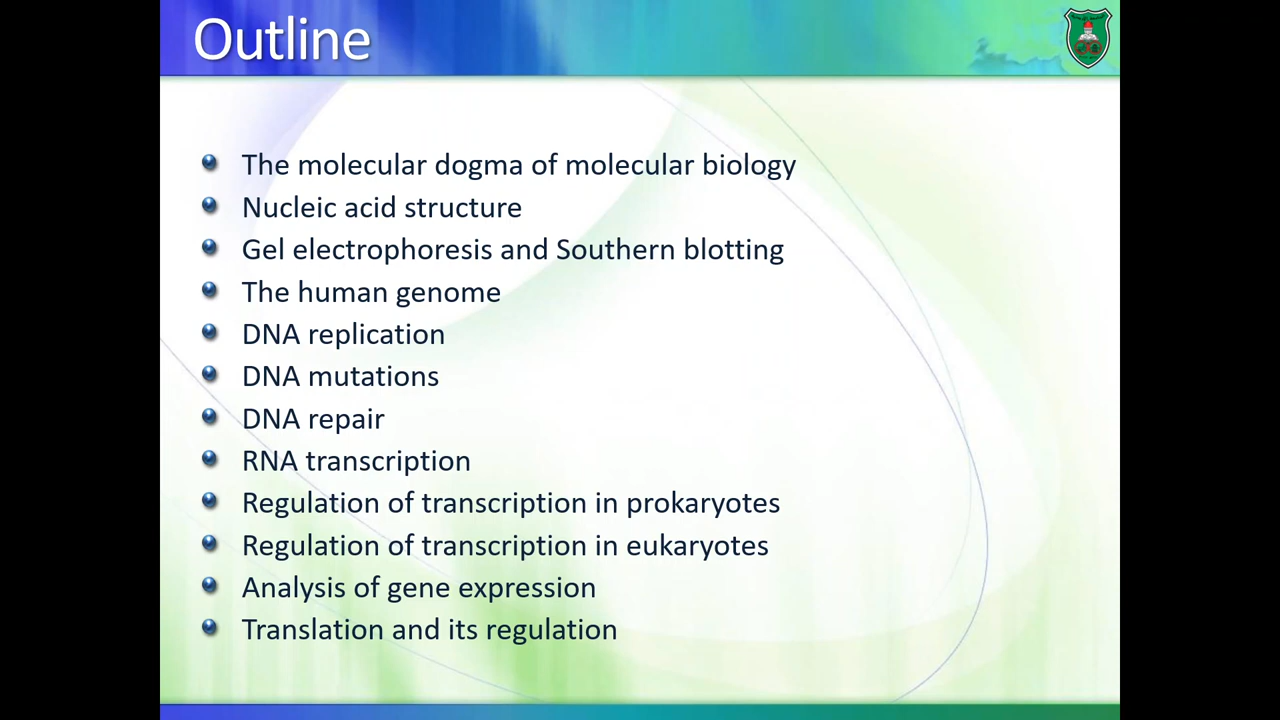 Outline
The molecular dogma of molecular biology
Nucleic acid structure
Gel electrophoresis and Southern blotting
The human genome
DNA replication
DNA mutations
DNA repair
RNA transcription
Regulation of transcription in prokaryotes
Regulation of transcription in eukaryotes
Analysis of gene expression
Translation and its regulation